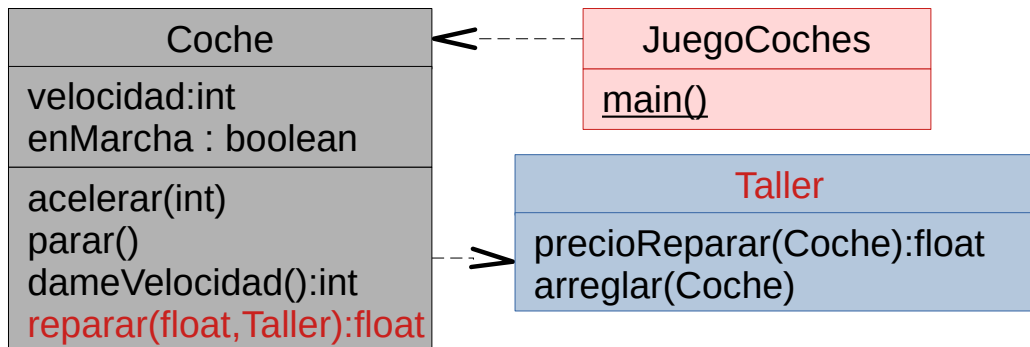 Coche
velocidad:int
enMarcha : boolean
acelerar(int)
parar()
dameVelocidad():int
reparar(float,Taller):float
JuegoCoches
main()
Taller
precioReparar(Coche):float
arreglar(Coche)